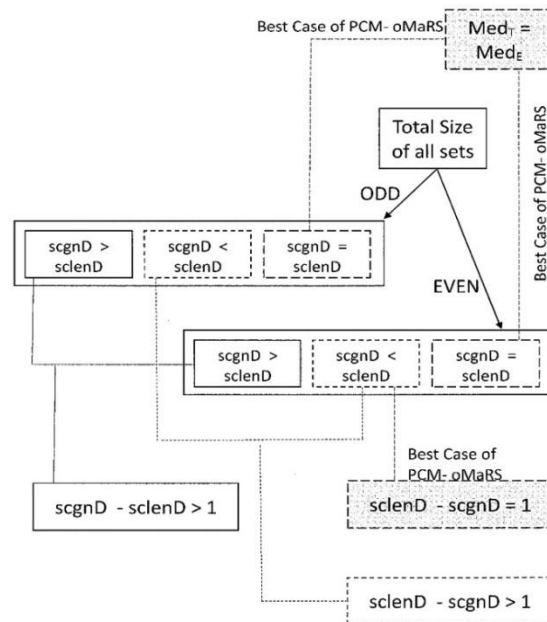 Best Case of PCM- oMaRS
Med_T =
Med_E
Total Size
of all sets
Best Case of PCM- oMaRS
ODD
scgnD >
sclenD
scgnD <
sclenD
scgnD =
sclenD
EVEN
scgnD >
sclenD
scgnD <
sclenD
scgnD =
sclenD
Best Case of
PCM- oMaRS
scgnD - sclenD > 1
sclenD - scgnD = 1
sclenD - scgnD > 1